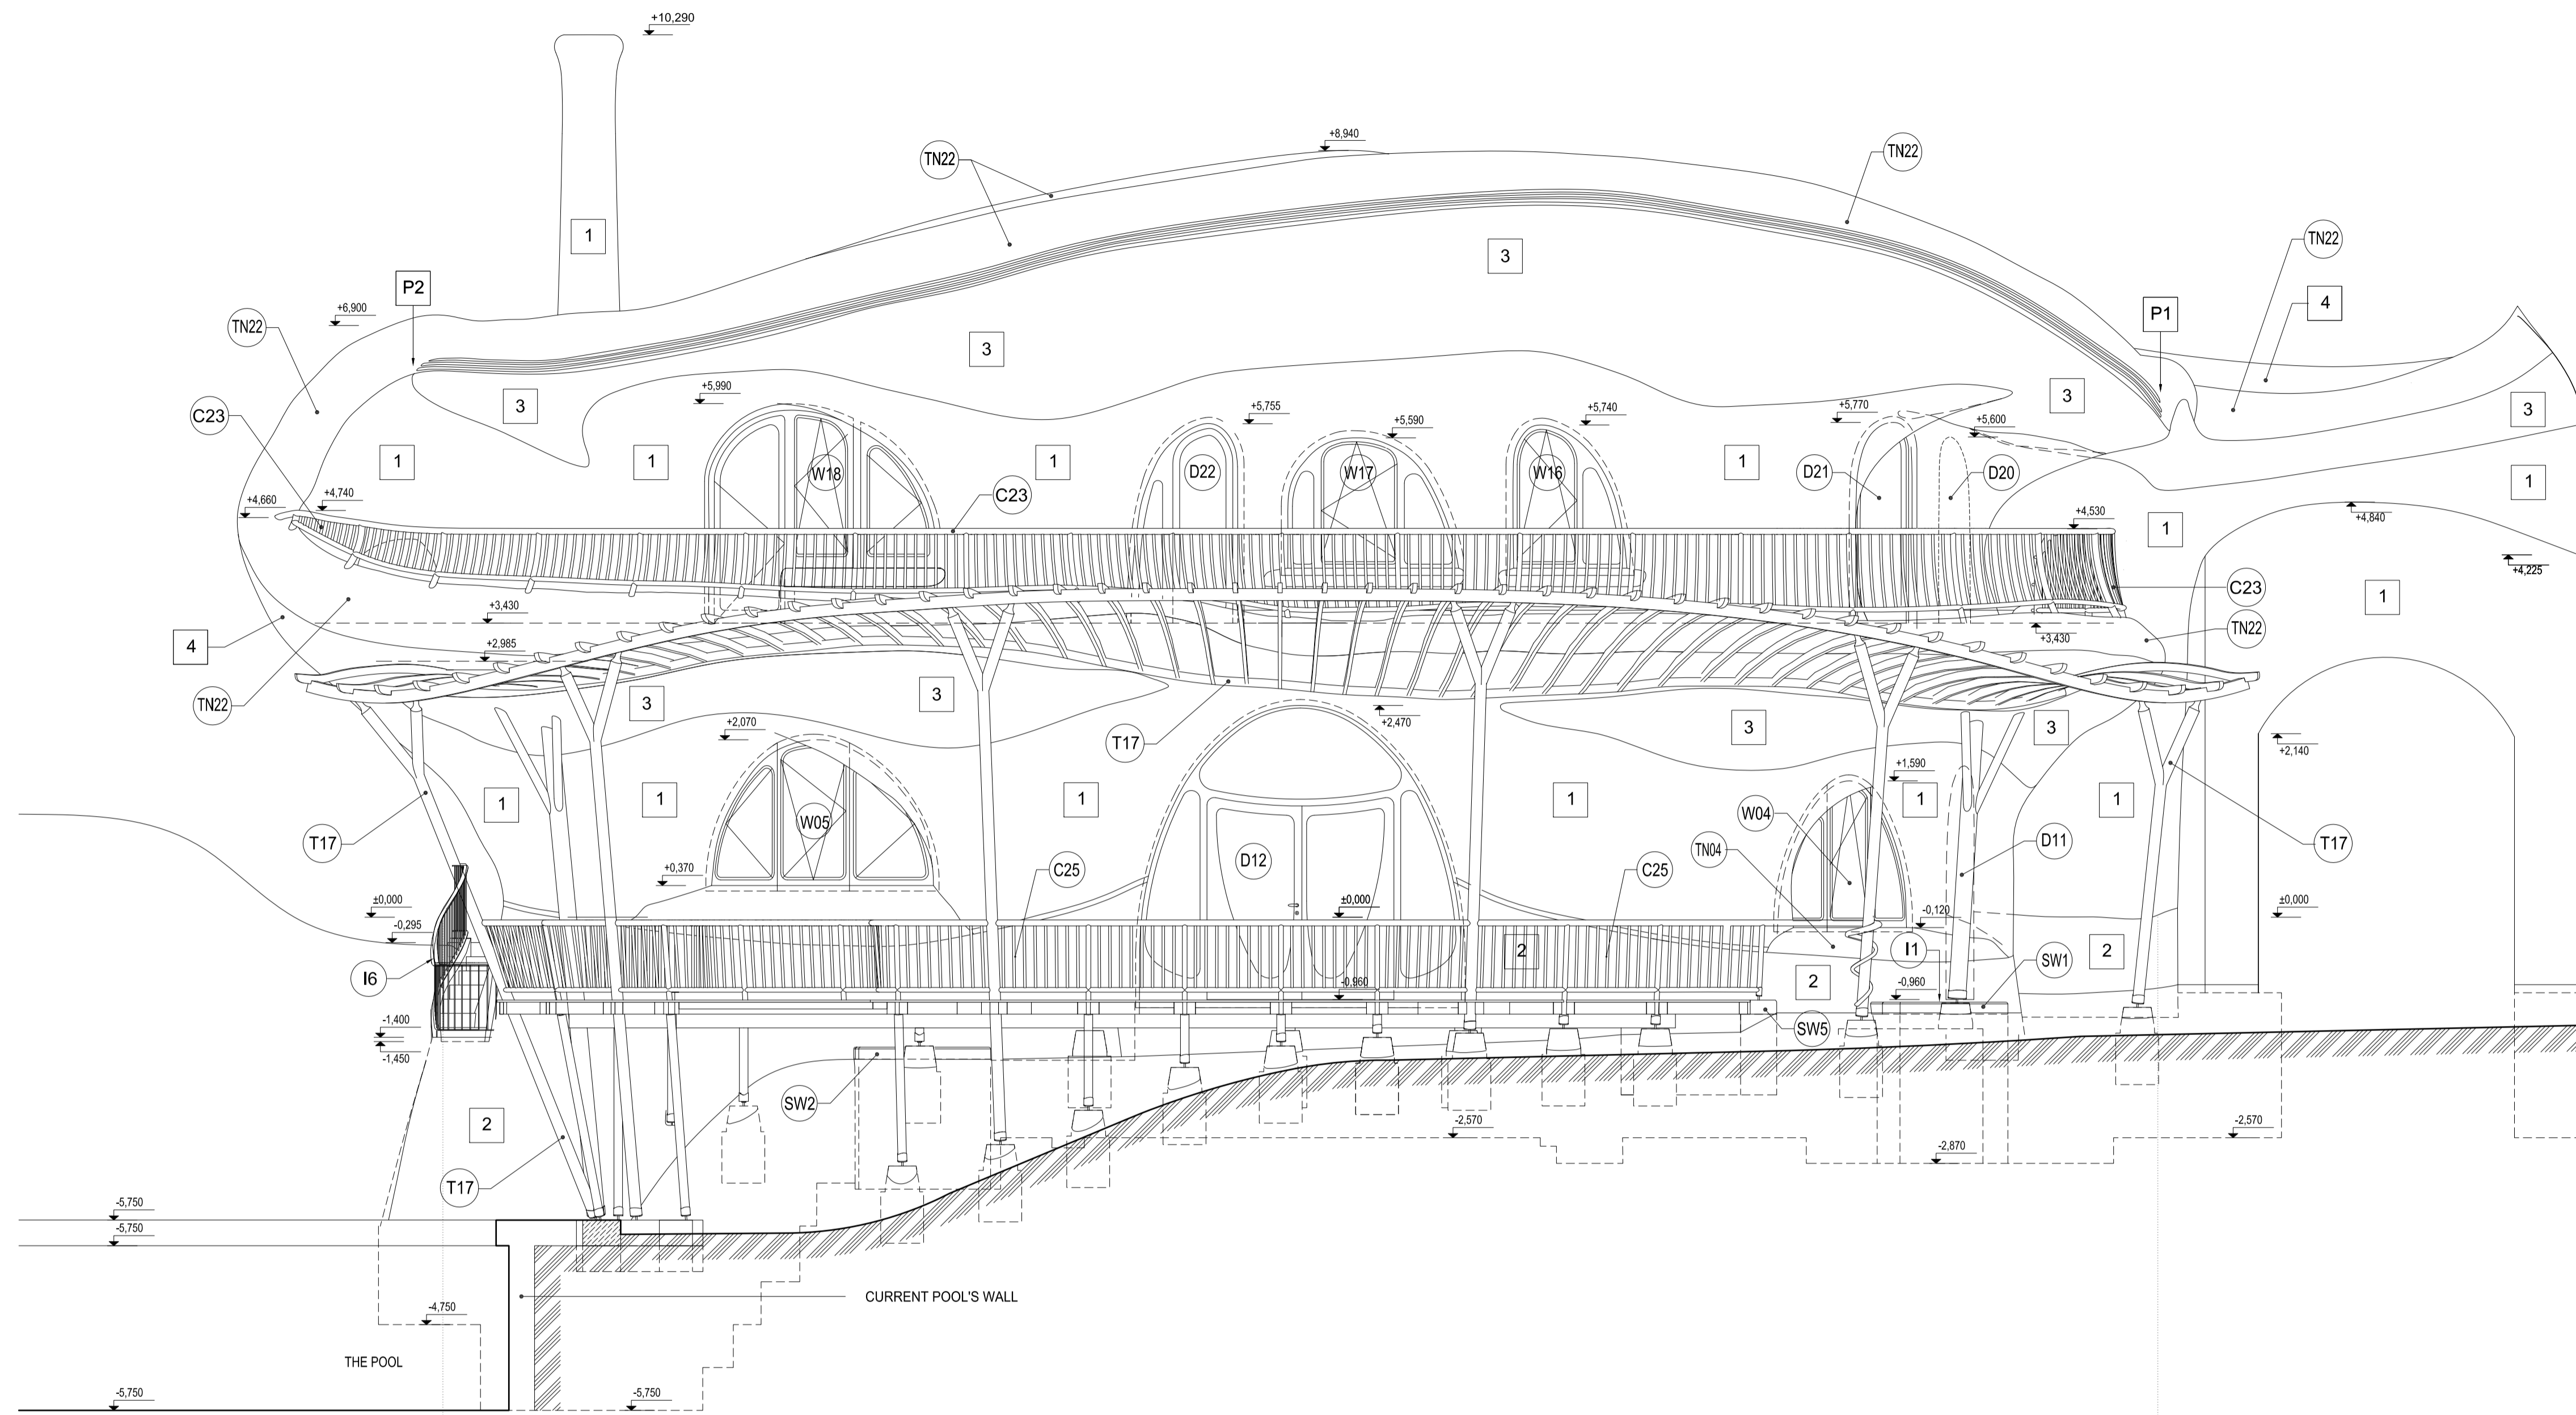 +10,290
+8,940
TN22
TN22
1
TN22
3
P2
4
+6,900
P1
TN22
3
+5,990
3
3
+5,755
+5,740
+5,770
3
C23
+5,590
+5,600
1
1
W18
1
D22
W17
W16
1
D21
D20
1
C23
+4,740
+4,660
+4,530
+4,840
1
+4,225
C23
1
+3,430
TN22
+3,430
4
+2,985
3
3
TN22
+2,070
+2,470
T17
3
3
+2,140
+1,590
1
1
W05
1
1
W04
1
1
T17
TN04
D11
T17
D12
+0,370
C25
C25
±0,000
±0,000
±0,000
-0,295
-0,120
2
I1
2
I6
SW1
-0,960
2
-0,960
-1,400
SW5
-1,450
SW2
2
-2,570
-2,570
-2,870
T17
-5,750
-5,750
CURRENT POOL'S WALL
-4,750
THE POOL
-5,750
-5,750